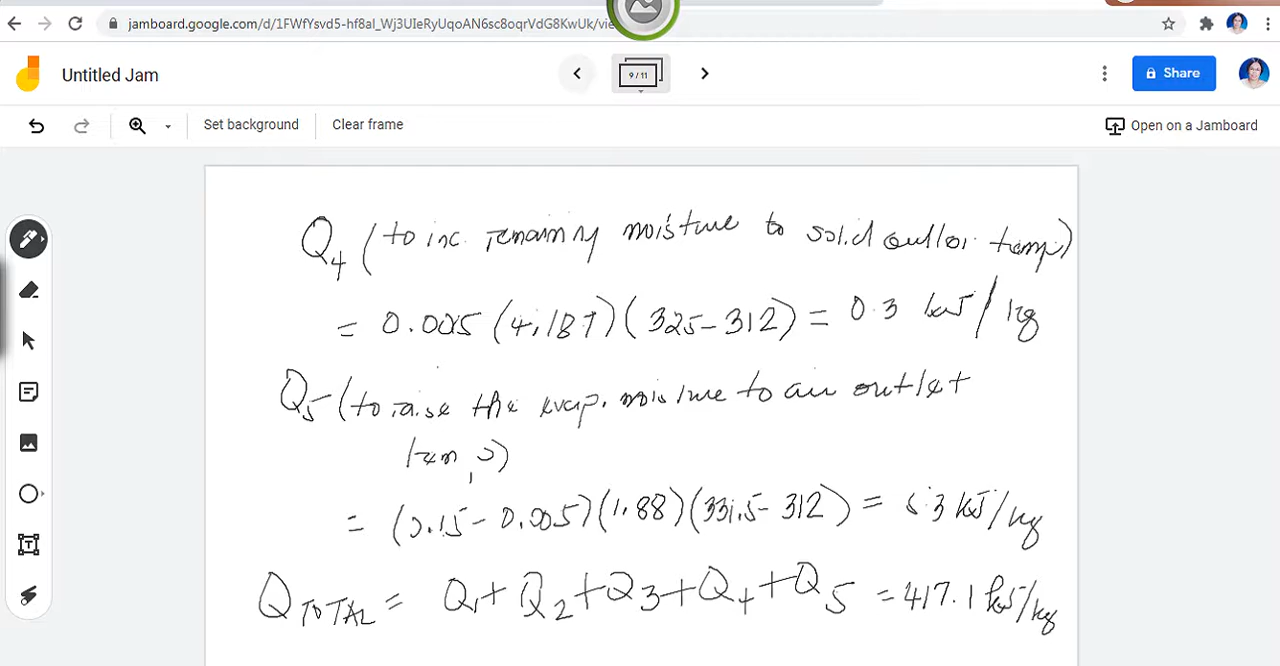 jamboard.google.com/d/1FWfYsvd5-hf8al_Wj3UIeRyUqoAN6sc8oqrVdG8KwUk/vie
Untitled Jam
9 / 11
Share
Set background
Clear frame
Open on a Jamboard
Q4 (to inc. remaining moisture to solid outlet temp)
= 0.005 (4.187) (325-312) = 0.3 kJ/kg
Q5 (to raise the evap. moisture to air outlet
temp)
= (0.15 - 0.005) (1.88) (331.5 - 312) = 5.3 kJ/kg
Q TOTAL = Q1 + Q2 + Q3 + Q4 + Q5 = 417.1 kJ/kg